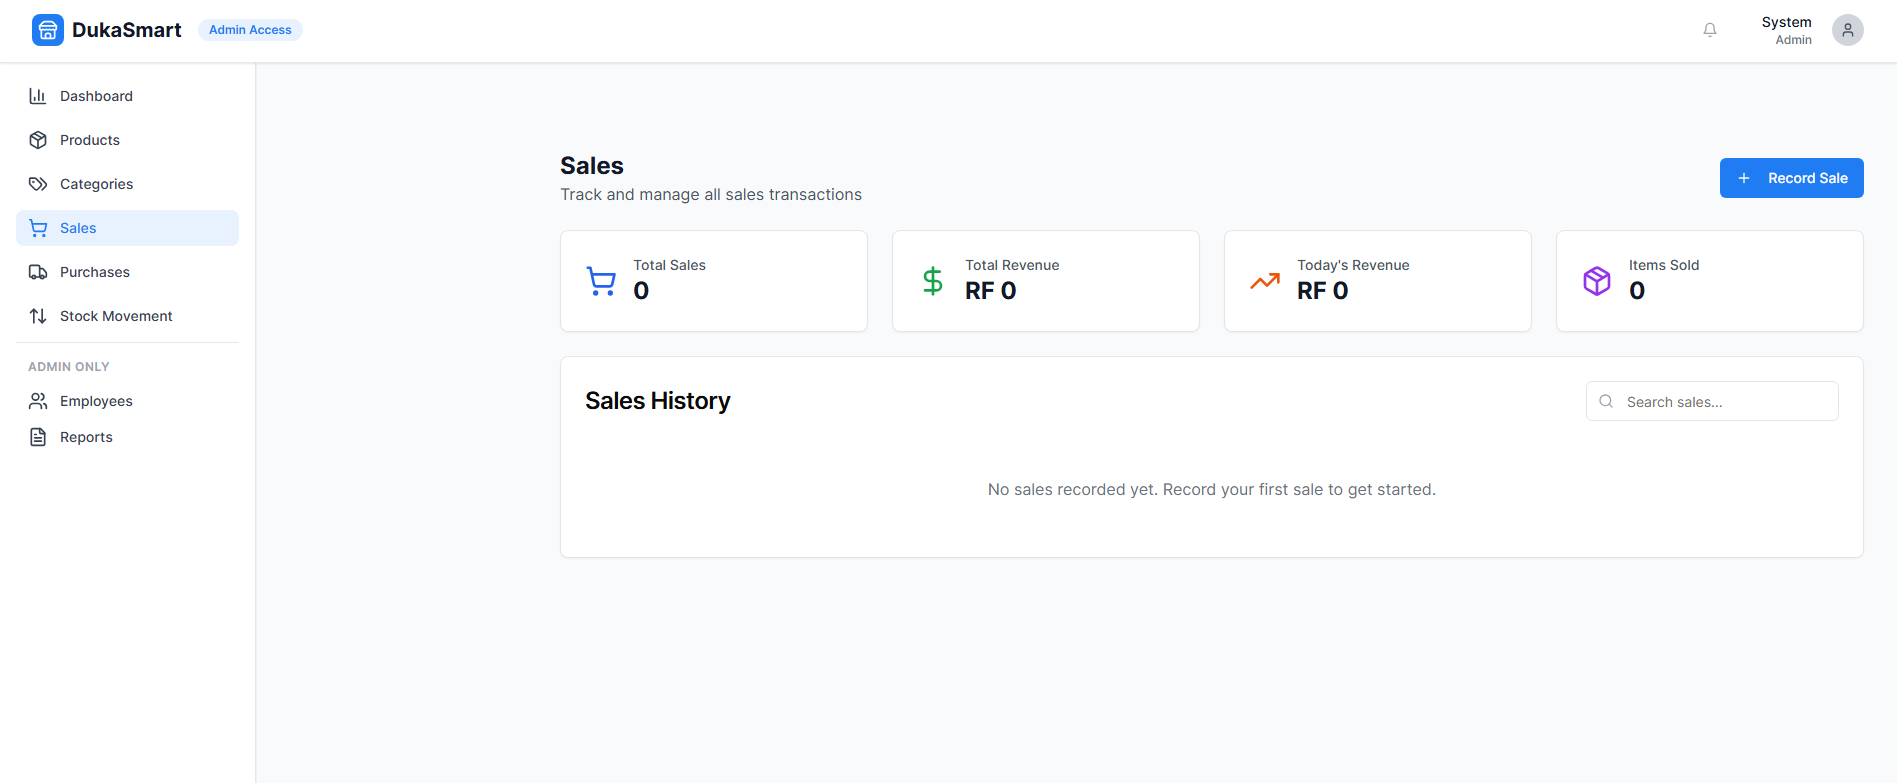 DukaSmart
Admin Access
System
Admin
Dashboard
Products
Categories
Sales
Purchases
Stock Movement
ADMIN ONLY
Employees
Reports
Sales
Track and manage all sales transactions
Record Sale
Total Sales
0
Total Revenue
RF 0
Today's Revenue
RF 0
Items Sold
0
Sales History
Search sales...
No sales recorded yet. Record your first sale to get started.